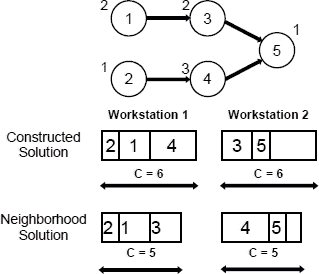 2 1 2 3 1
5
1 2 3 4
Workstation 1 Workstation 2
Constructed Solution 2 1 4 3 5
C = 6 C = 6
Neighborhood Solution 2 1 3 4 5
C = 5 C = 5